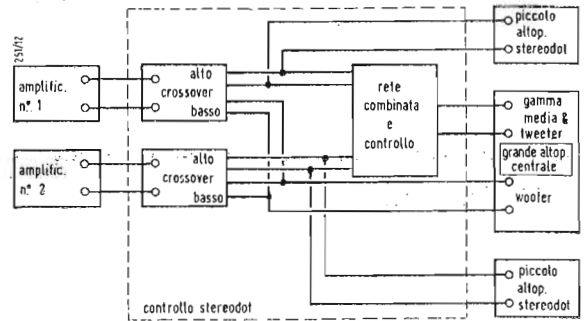 251/12
amplific.
n.° 1
amplific.
n.° 2
alto
crossover
basso
alto
crossover
basso
rete
combinata
e
controllo
controllo stereodot
piccolo
altop.
stereodot
gamma
media &
tweeter
grande altop.
centrale
woofer
piccolo
altop.
stereodot